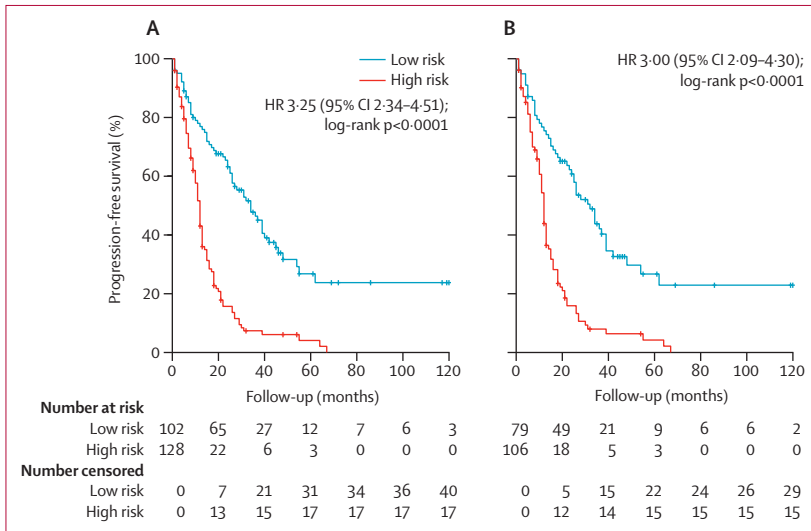 A
B
Low risk
High risk
HR 3·25 (95% CI 2·34–4·51);
log-rank p<0·0001
HR 3·00 (95% CI 2·09–4·30);
log-rank p<0·0001
Progression-free survival (%)
100
80
60
40
20
0
0 20 40 60 80 100 120
0 20 40 60 80 100 120
Follow-up (months)
Follow-up (months)
Number at risk
Low risk 102 65 27 12 7 6 3 79 49 21 9 6 6 2
High risk 128 22 6 3 0 0 0 106 18 5 3 0 0 0
Number censored
Low risk 0 7 21 31 34 36 40 0 5 15 22 24 26 29
High risk 0 13 15 17 17 17 17 0 12 14 15 15 15 15